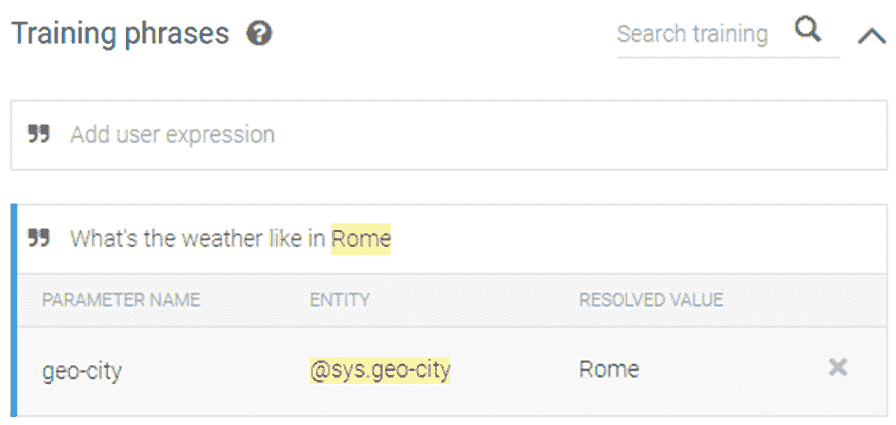 Training phrases ?
Search training
❞ Add user expression
❞ What's the weather like in Rome
PARAMETER NAME ENTITY RESOLVED VALUE
geo-city @sys.geo-city Rome ×